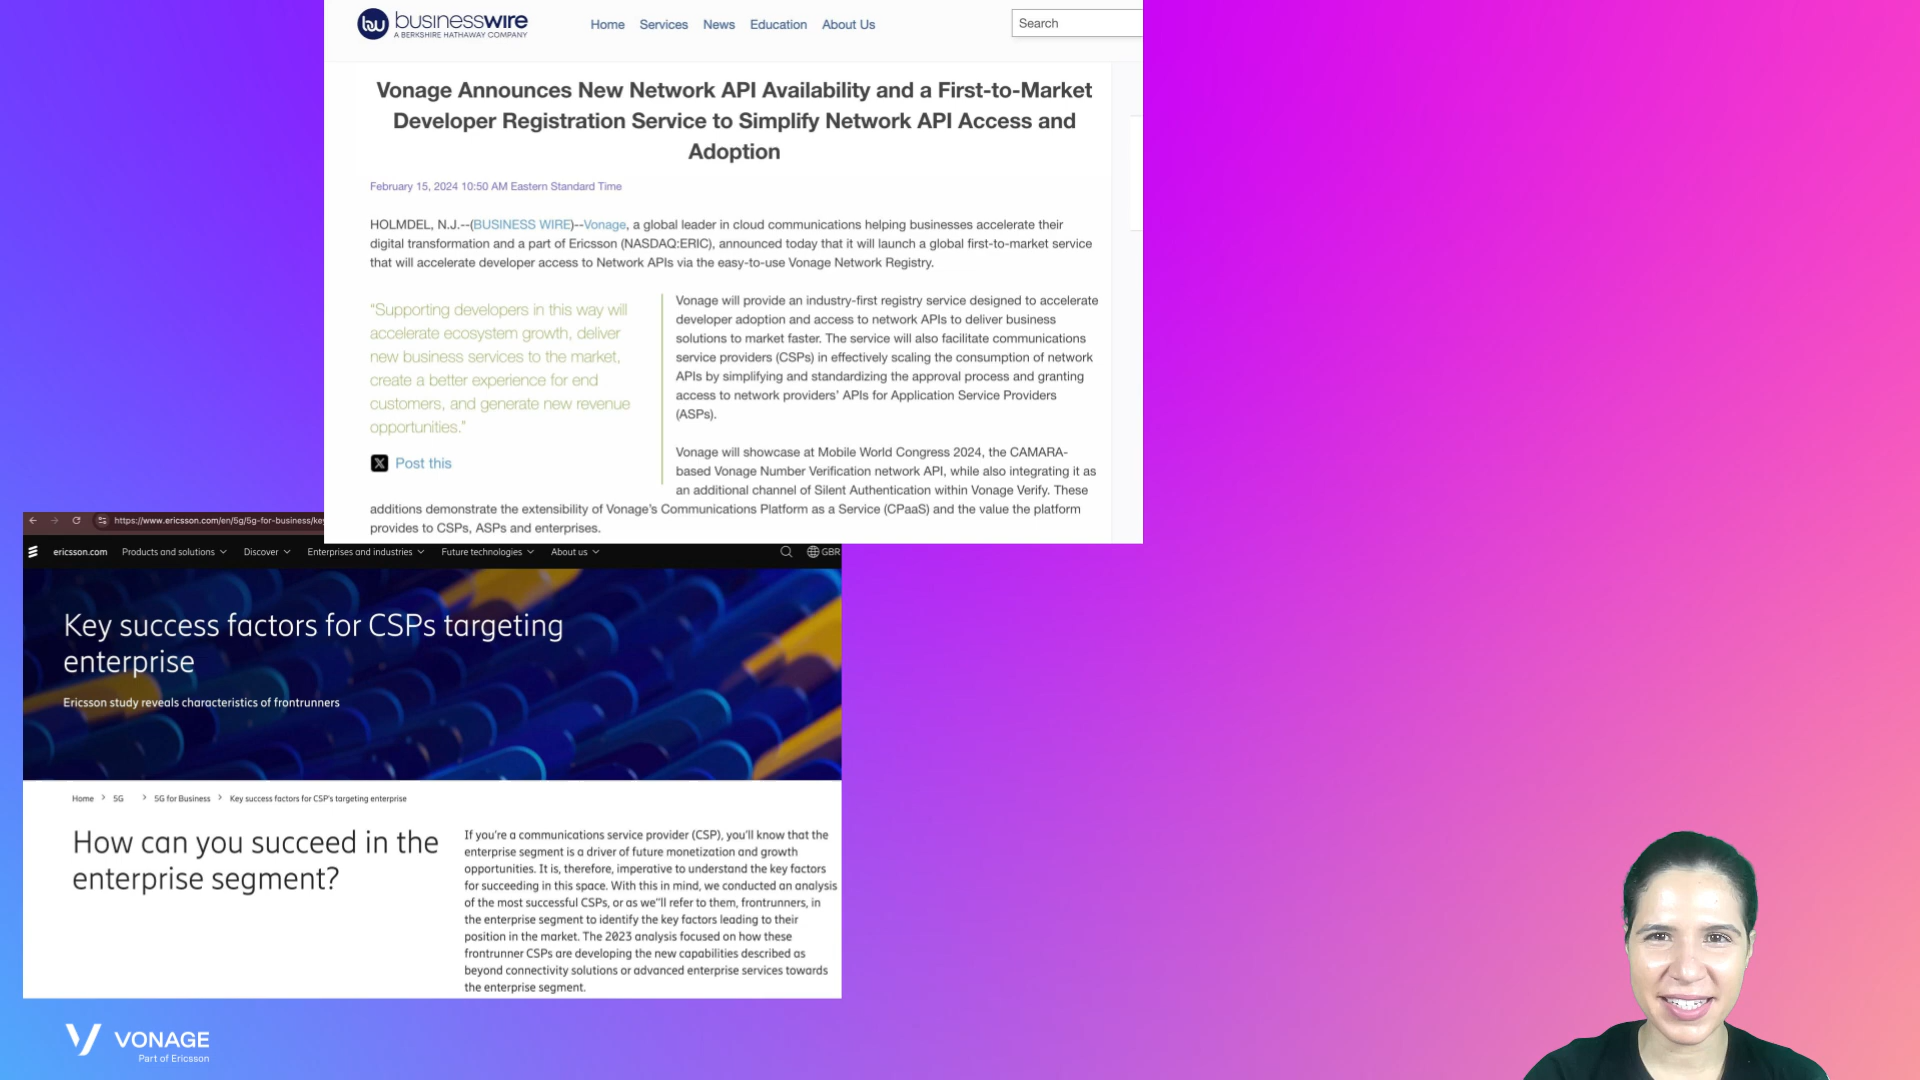 businesswire
A BERKSHIRE HATHAWAY COMPANY
Home Services News Education About Us
Search
Vonage Announces New Network API Availability and a First-to-Market
Developer Registration Service to Simplify Network API Access and
Adoption
February 15, 2024 10:50 AM Eastern Standard Time
HOLMDEL, N.J.--(BUSINESS WIRE)--Vonage, a global leader in cloud communications helping businesses accelerate their
digital transformation and a part of Ericsson (NASDAQ:ERIC), announced today that it will launch a global first-to-market service
that will accelerate developer access to Network APIs via the easy-to-use Vonage Network Registry.
“Supporting developers in this way will
accelerate ecosystem growth, deliver
new business services to the market,
create a better experience for end
customers, and generate new revenue
opportunities.”
Post this
Vonage will provide an industry-first registry service designed to accelerate
developer adoption and access to network APIs to deliver business
solutions to market faster. The service will also facilitate communications
service providers (CSPs) in effectively scaling the consumption of network
APIs by simplifying and standardizing the approval process and granting
access to network providers’ APIs for Application Service Providers
(ASPs).
Vonage will showcase at Mobile World Congress 2024, the CAMARA-
based Vonage Number Verification network API, while also integrating it as
an additional channel of Silent Authentication within Vonage Verify. These
additions demonstrate the extensibility of Vonage’s Communications Platform as a Service (CPaaS) and the value the platform
provides to CSPs, ASPs and enterprises.
https://www.ericsson.com/en/5g/5g-for-business/key
ericsson.com Products and solutions Discover Enterprises and industries Future technologies About us GBR
Key success factors for CSPs targeting
enterprise
Ericsson study reveals characteristics of frontrunners
Home > 5G > 5G for Business > Key success factors for CSP's targeting enterprise
How can you succeed in the
enterprise segment?
If you’re a communications service provider (CSP), you’ll know that the
enterprise segment is a driver of future monetization and growth
opportunities. It is, therefore, imperative to understand the key factors
for succeeding in this space. With this in mind, we conducted an analysis
of the most successful CSPs, or as we’'ll refer to them, frontrunners, in
the enterprise segment to identify the key factors leading to their
position in the market. The 2023 analysis focused on how these
frontrunner CSPs are developing the new capabilities described as
beyond connectivity solutions or advanced enterprise services towards
the enterprise segment.
VONAGE
Part of Ericsson